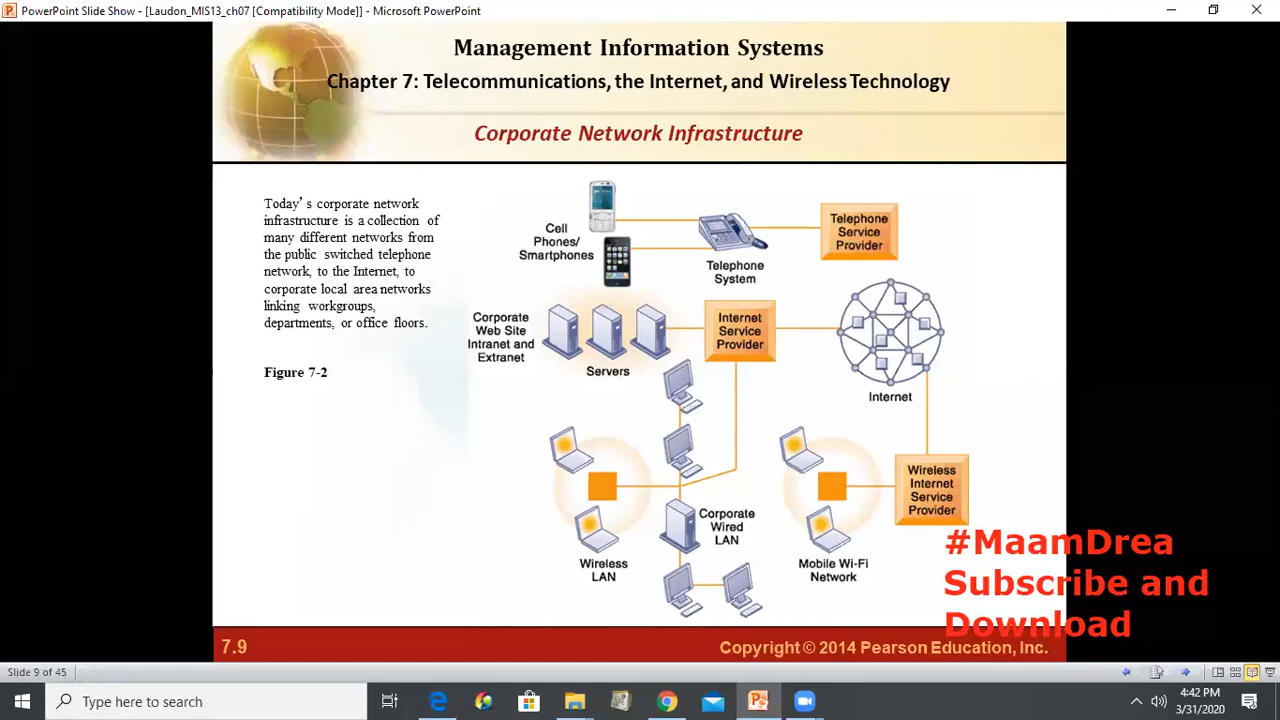 PowerPoint Slide Show - [Laudon_MIS13_ch07 [Compatibility Mode]] - Microsoft PowerPoint
Management Information Systems
Chapter 7: Telecommunications, the Internet, and Wireless Technology
Corporate Network Infrastructure
Today's corporate network
infrastructure is a collection of
many different networks from
the public switched telephone
network, to the Internet, to
corporate local area networks
linking workgroups,
departments, or office floors.
Figure 7-2
Cell
Phones/
Smartphones
Telephone
System
Telephone
Service
Provider
Corporate
Web Site
Intranet and
Extranet
Servers
Internet
Service
Provider
Internet
Wireless
LAN
Corporate
Wired
LAN
Mobile Wi-Fi
Network
Wireless
Internet
Service
Provider
#MaamDrea
Subscribe and
Download
7.9
Copyright © 2014 Pearson Education, Inc.
Slide 9 of 45
Type here to search
4:42 PM
3/31/2020